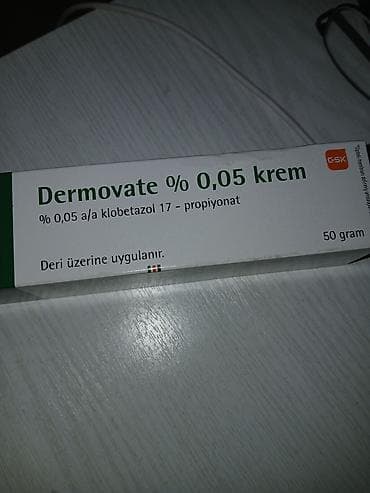 Dermovate % 0,05 krem
% 0,05 a/a klobetazol 17 - propiyonat
50 gram
Deri üzerine uygulanır.
GSK